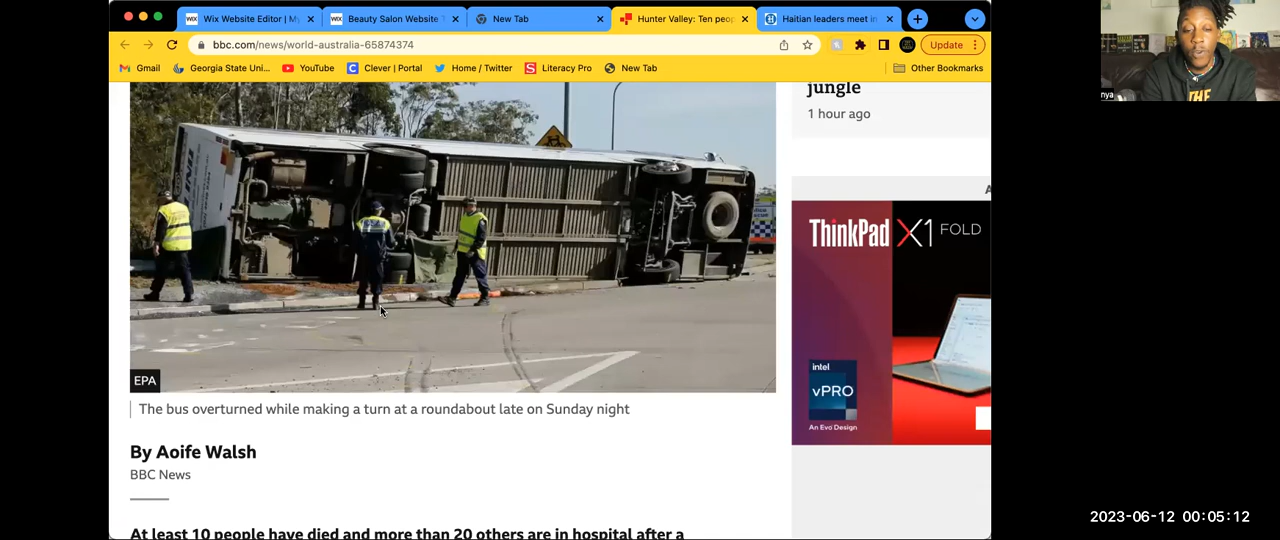 Wix Website Editor | My
Beauty Salon Website T
New Tab
Hunter Valley: Ten peop
Haitian leaders meet in
bbc.com/news/world-australia-65874374
Update
Gmail
Georgia State Uni...
YouTube
Clever | Portal
Home / Twitter
Literacy Pro
New Tab
Other Bookmarks
jungle
1 hour ago
EPA
The bus overturned while making a turn at a roundabout late on Sunday night
By Aoife Walsh
BBC News
At least 10 people have died and more than 20 others are in hospital after a
ThinkPad X1 FOLD
intel
vPRO
An Evo Design
nya
THE
2023-06-12 00:05:12